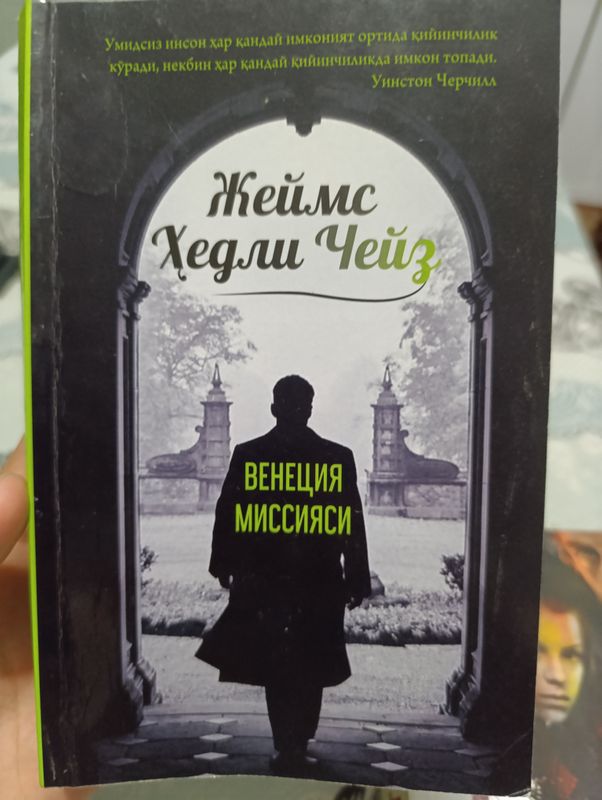 Умидсиз инсон ҳар қандай имконият ортида қийинчилик
кўради, некбин ҳар қандай қийинчиликда имкон топади.
Уинстон Черчилл
Жеймс
Ҳедли Чейз
ВЕНЕЦИЯ
МИССИЯСИ